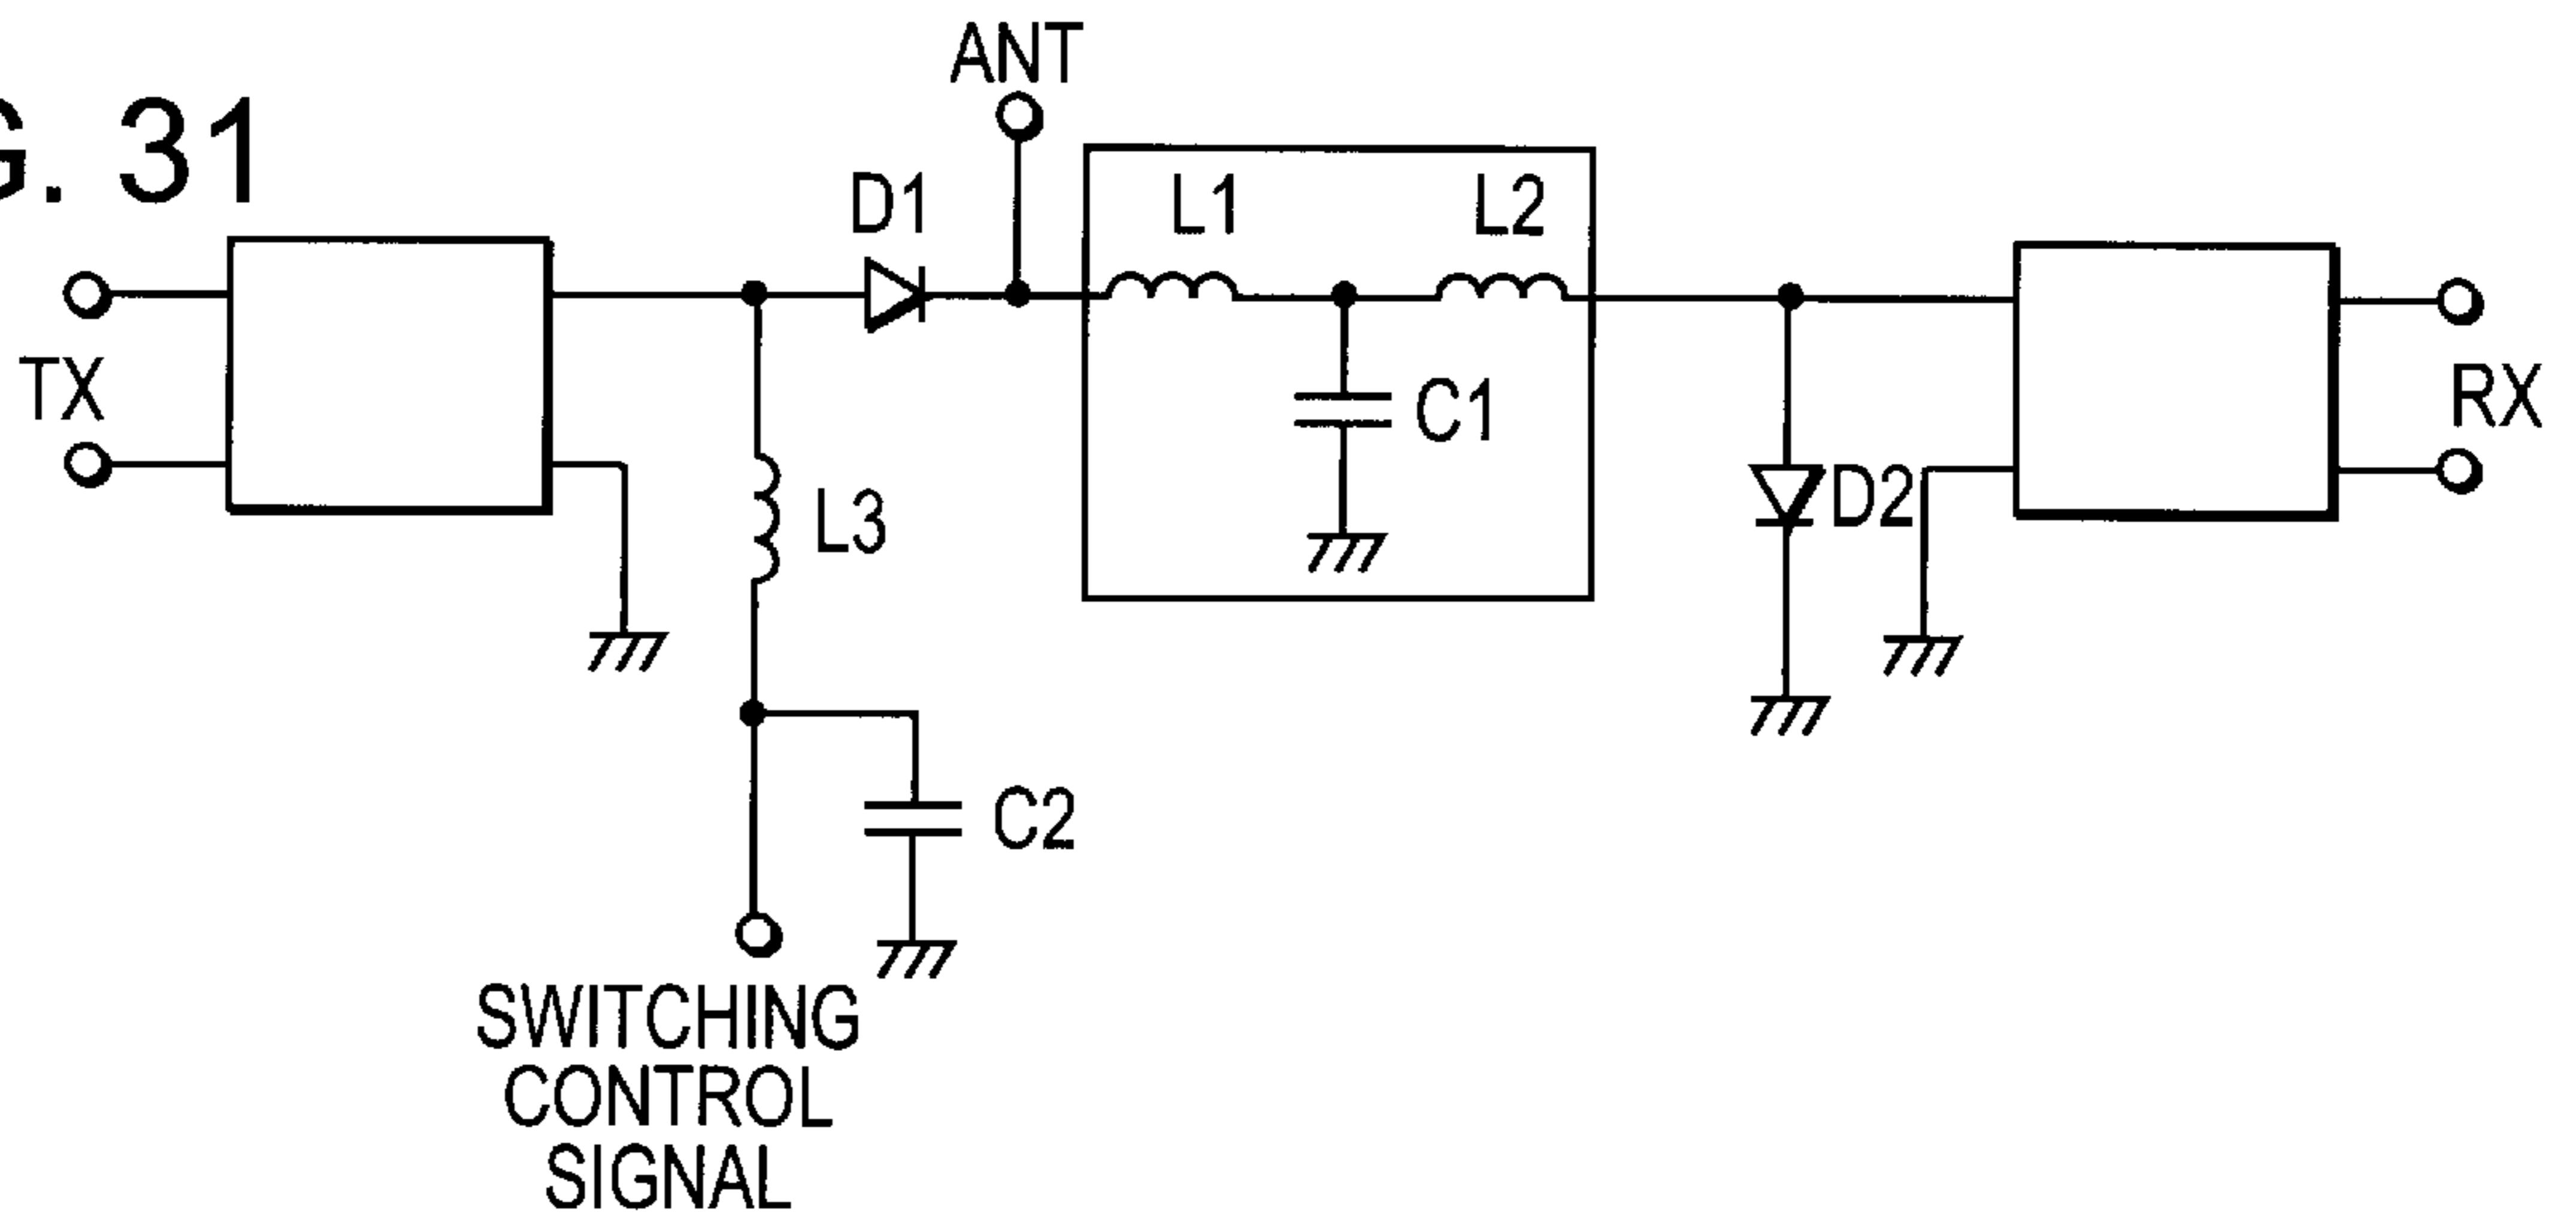 G. 31
ANT
D1
L1
L2
TX
C1
RX
D2
L3
C2
SWITCHING
CONTROL
SIGNAL